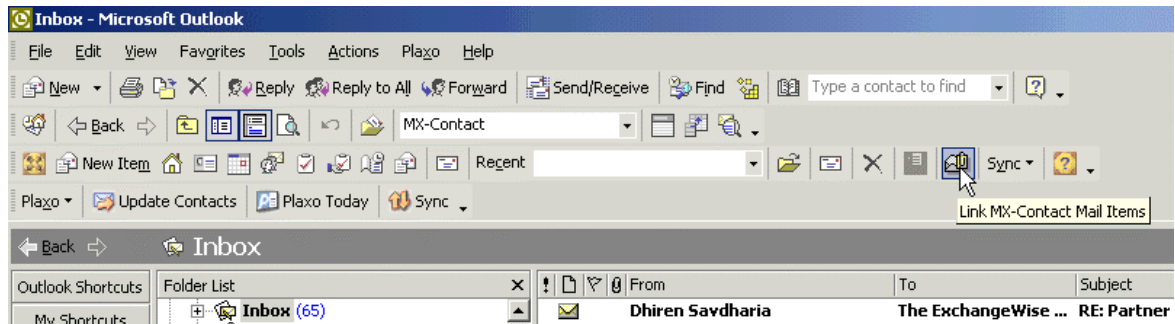 Inbox - Microsoft Outlook
File Edit View Favorites Tools Actions Plaxo Help
New Reply Reply to All Forward Send/Receive Find Type a contact to find
Back MX-Contact
New Item Recent Sync
Plaxo Update Contacts Plaxo Today Sync
Link MX-Contact Mail Items
Back Inbox
Outlook Shortcuts Folder List From To Subject
My Shortcuts Inbox (65) Dhiren Savdharia The ExchangeWise ... RE: Partner